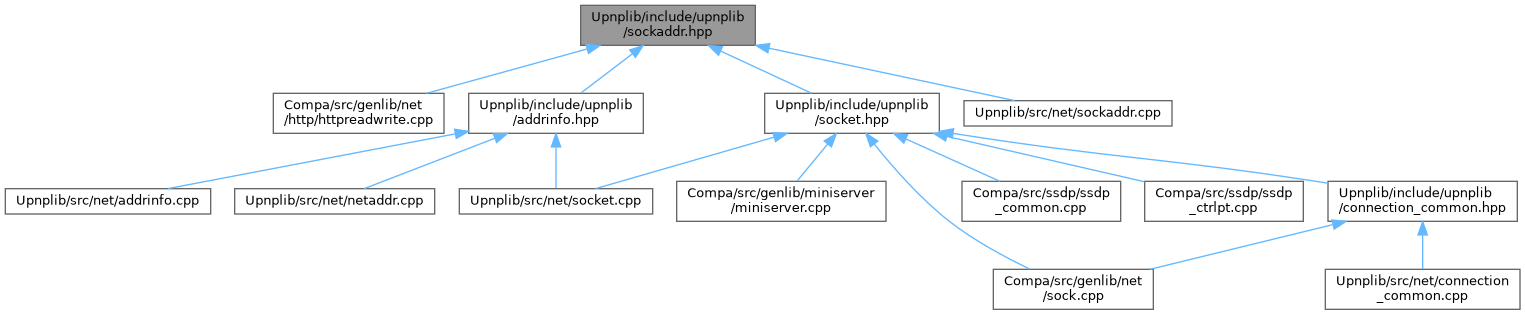 Upnplib/include/upnplib
/sockaddr.hpp
Compa/src/genlib/net
/http/httpreadwrite.cpp
Upnplib/include/upnplib
/addrinfo.hpp
Upnplib/include/upnplib
/socket.hpp
Upnplib/src/net/sockaddr.cpp
Upnplib/src/net/addrinfo.cpp
Upnplib/src/net/netaddr.cpp
Upnplib/src/net/socket.cpp
Compa/src/genlib/miniserver
/miniserver.cpp
Compa/src/ssdp/ssdp
_common.cpp
Compa/src/ssdp/ssdp
_ctrlpt.cpp
Upnplib/include/upnplib
/connection_common.hpp
Compa/src/genlib/net
/sock.cpp
Upnplib/src/net/connection
_common.cpp